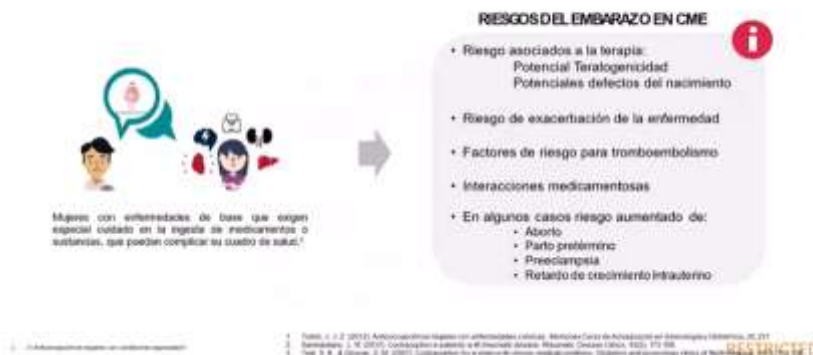 RIESGOS DEL EMBARAZO EN CME
i
• Riesgo asociados a la terapia:
Potencial Teratogenicidad
Potenciales defectos del nacimiento
• Riesgo de exacerbación de la enfermedad
• Factores de riesgo para tromboembolismo
• Interacciones medicamentosas
• En algunos casos riesgo aumentado de:
• Aborto
• Parto pretérmino
• Preeclampsia
• Retardo de crecimiento intrauterino
Mujeres con enfermedades de base que exigen
especial cuidado en la ingesta de medicamentos o
sustancias, que puedan complicar su cuadro de salud.
RESTRICTED